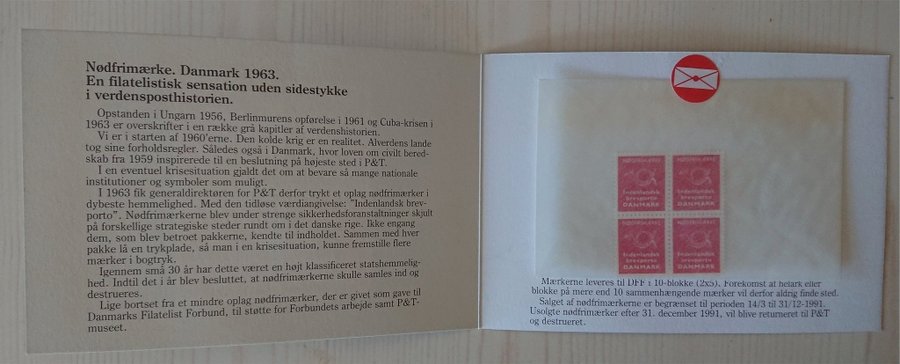 Nødfrimærke. Danmark 1963.
En filatelistisk sensation uden sidestykke
i verdensposthistorien.
Opstanden i Ungarn 1956, Berlinmurens opførelse i 1961 og Cuba-krisen i
1963 er overskrifter i en række grå kapitler af verdenshistorien.
Vi er i starten af 1960'erne. Den kolde krig er en realitet. Alverdens lande
tog sine forholdsregler. Således også i Danmark, hvor loven om civilt bered-
skab fra 1959 inspirerede til en beslutning på højeste sted i P&T.
I en eventuel krisesituation gjaldt det om at bevare så mange nationale
institutioner og symboler som muligt.
I 1963 fik generaldirektøren for P&T derfor trykt et oplag nødfrimærker i
dybeste hemmelighed. Med den tidløse værdiangivelse: "Indenlandsk brev-
porto". Nødfrimærkerne blev under strenge sikkerhedsforanstaltninger skjult
på forskellige strategiske steder rundt om i det danske rige. Ikke engang
dem, som blev betroet pakkerne, kendte til indholdet. Sammen med hver
pakke lå en trykplade, så man i en krisesituation, kunne fremstille flere
mærker i bogtryk.
Igennem små 30 år har dette været en højt klassificeret statshemmelig-
hed. Indtil det i år blev besluttet, at nødfrimærkerne skulle samles ind og
destrueres.
Lige bortset fra et mindre oplag nødfrimærker, der er givet som gave til
Danmarks Filatelist Forbund, til støtte for Forbundets arbejde samt P&T-
museet.
NØDFRIMÆRKE NØDFRIMÆRKE
Indenlandsk Indenlandsk
brevporto brevporto
DANMARK DANMARK
NØDFRIMÆRKE NØDFRIMÆRKE
Indenlandsk Indenlandsk
brevporto brevporto
DANMARK DANMARK
Mærkerne leveres til DFF i 10-blokke (2x5). Forekomst at helark eller
blokke på mere end 10 sammenhængende mærker vil derfor aldrig finde sted.
Salget af nødfrimærkerne er begrænset til perioden 14/3 til 31/12-1991.
Usolgte nødfrimærker efter 31. december 1991, vil blive returneret til P&T
og destrueret.